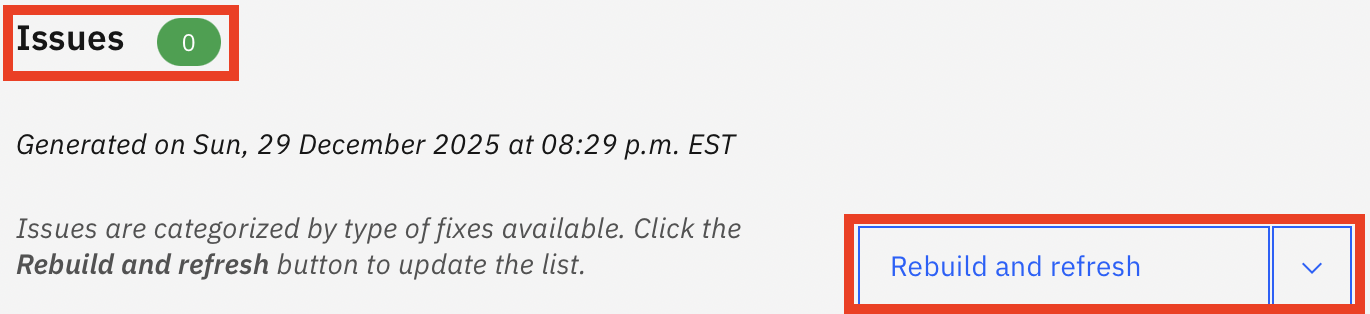 Issues 0
Generated on Sun, 29 December 2025 at 08:29 p.m. EST
Issues are categorized by type of fixes available. Click the
Rebuild and refresh button to update the list.
Rebuild and refresh